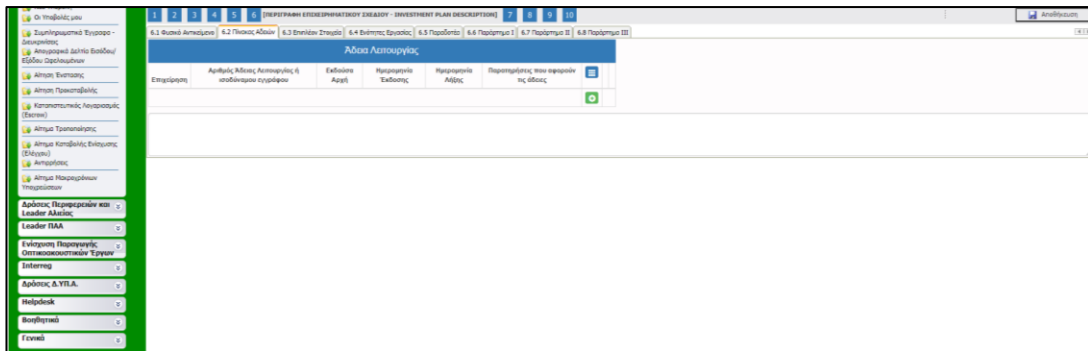 Οι Υποβολές μου
Συμπληρωματικά Έγγραφα -
Διευκρινίσεις
Απογραφικά Δελτία Εισόδου/
Εξόδου Ωφελουμένων
Αίτηση Ένστασης
Αίτηση Προκαταβολής
Καταπιστευτικός Λογαριασμός
(Escrow)
Αίτημα Τροποποίησης
Αίτημα Καταβολής Ενίσχυσης
(Ελέγχου)
Αντιρρήσεις
Αίτημα Μακροχρόνιων
Υποχρεώσεων
Δράσεις Περιφερειών και
Leader Αλιείας
Leader ΠΑΑ
Ενίσχυση Παραγωγής
Οπτικοακουστικών Έργων
Interreg
Δράσεις Δ.ΥΠ.Α.
Helpdesk
Βοηθητικά
Γενικά
1 2 3 4 5 6 [ΠΕΡΙΓΡΑΦΗ ΕΠΙΧΕΙΡΗΜΑΤΙΚΟΥ ΣΧΕΔΙΟΥ - INVESTMENT PLAN DESCRIPTION] 7 8 9 10
Αποθήκευση
6.1 Φυσικό Αντικείμενο 6.2 Πίνακας Αδειών 6.3 Επιπλέον Στοιχεία 6.4 Ενότητες Εργασίας 6.5 Παραδοτέα 6.6 Παράρτημα I 6.7 Παράρτημα II 6.8 Παράρτημα III
Άδεια Λειτουργίας
Επιχείρηση
Αριθμός Άδειας Λειτουργίας ή
ισοδύναμου εγγράφου
Εκδούσα
Αρχή
Ημερομηνία
Έκδοσης
Ημερομηνία
Λήξης
Παρατηρήσεις που αφορούν
τις άδειες